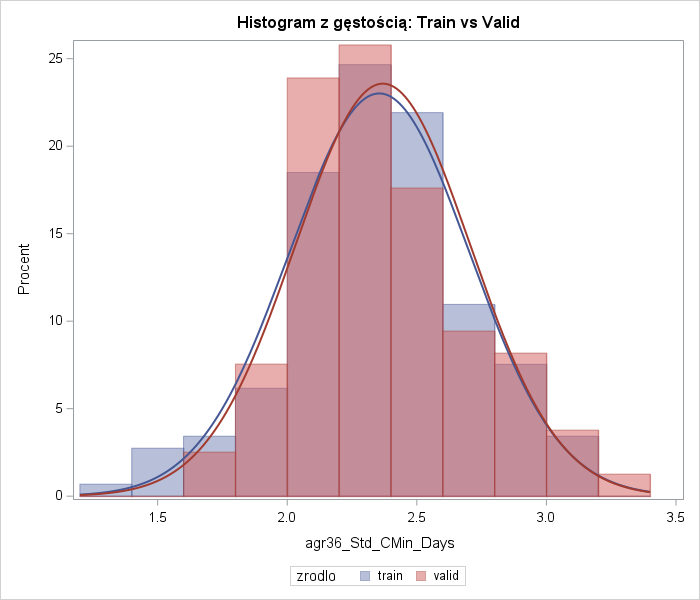 Histogram z gęstością: Train vs Valid
25
20
15
10
5
0
Procent
1.5 2.0 2.5 3.0 3.5
agr36_Std_CMin_Days
zrodlo train valid